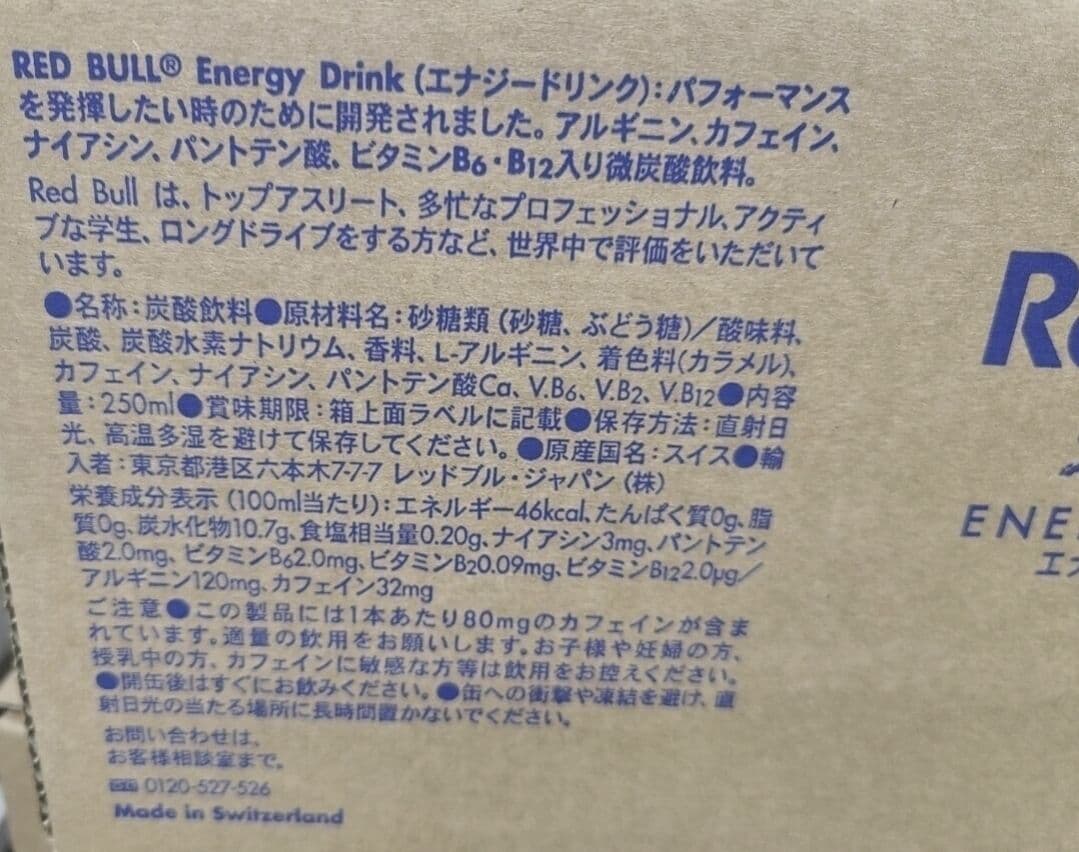 RED BULL® Energy Drink (エナジードリンク):パフォーマンス
を発揮したい時のために開発されました。アルギニン、カフェイン、
ナイアシン、パントテン酸、ビタミンB6・B12入り微炭酸飲料。
Red Bull は、トップアスリート、多忙なプロフェッショナル、アクティ
ブな学生、ロングドライブをする方など、世界中で評価をいただいて
います。
●名称:炭酸飲料●原材料名:砂糖類(砂糖、ぶどう糖)/酸味料、
炭酸、炭酸水素ナトリウム、香料、L-アルギニン、着色料(カラメル)、
カフェイン、ナイアシン、パントテン酸Ca、V.B6、V.B2、V.B12●内容
量:250ml●賞味期限:箱上面ラベルに記載●保存方法:直射日
光、高温多湿を避けて保存してください。●原産国名:スイス●輸
入者:東京都港区六本木7-7-7 レッドブル・ジャパン(株)
栄養成分表示(100ml当たり):エネルギー46kcal、たんぱく質0g、脂
質0g、炭水化物10.7g、食塩相当量0.20g、ナイアシン3mg、パントテン
酸2.0mg、ビタミンB62.0mg、ビタミンB20.09mg、ビタミンB122.0μg/
アルギニン120mg、カフェイン32mg
ご注意●この製品には1本あたり80mgのカフェインが含ま
れています。適量の飲用をお願いします。お子様や妊婦の方、
授乳中の方、カフェインに敏感な方等は飲用をお控えください。
●開缶後はすぐにお飲みください。●缶への衝撃や凍結を避け、直
射日光の当たる場所に長時間置かないでください。
お問い合わせは、
お客様相談室まで。
0120-527-526
Made in Switzerland
Re
ENE
エナ